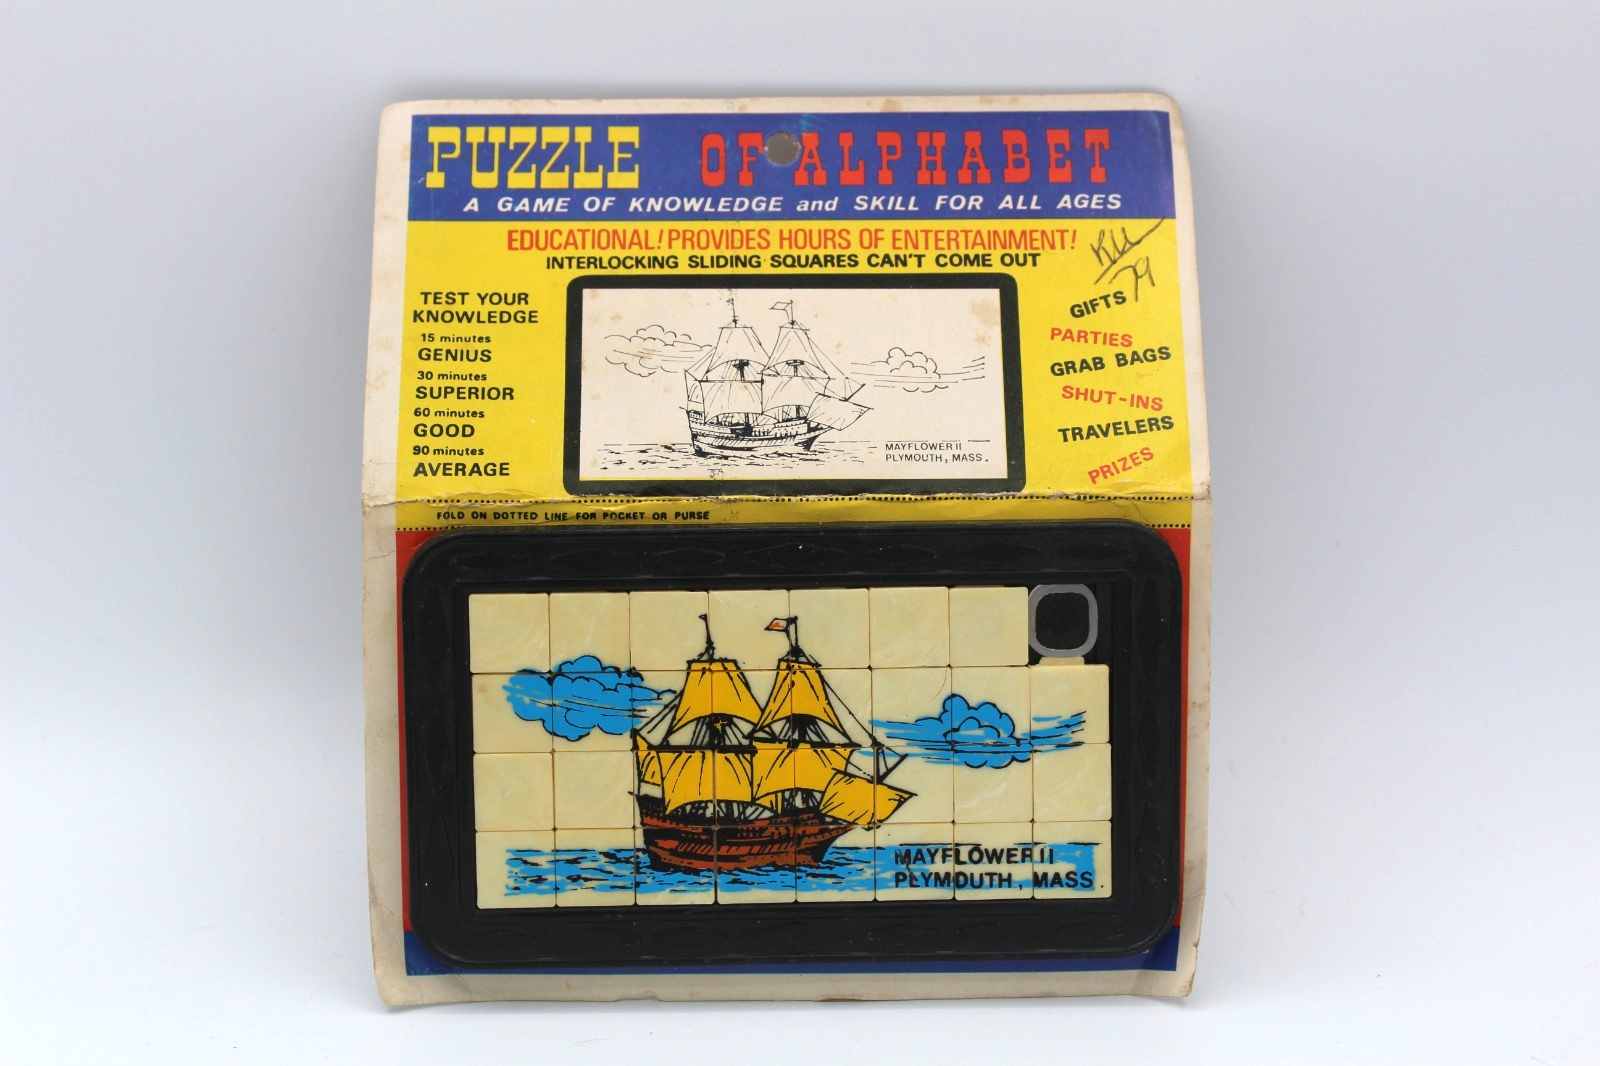 PUZZLE OF ALPHABET
A GAME OF KNOWLEDGE and SKILL FOR ALL AGES
EDUCATIONAL! PROVIDES HOURS OF ENTERTAINMENT!
INTERLOCKING SLIDING SQUARES CAN'T COME OUT
79
TEST YOUR
KNOWLEDGE
15 minutes
GENIUS
30 minutes
SUPERIOR
60 minutes
GOOD
90 minutes
AVERAGE
MAYFLOWER II
PLYMOUTH, MASS.
GIFTS
PARTIES
GRAB BAGS
SHUT-INS
TRAVELERS
PRIZES
FOLD ON DOTTED LINE FOR POCKET OR PURSE
MAYFLOWER II
PLYMOUTH, MASS.